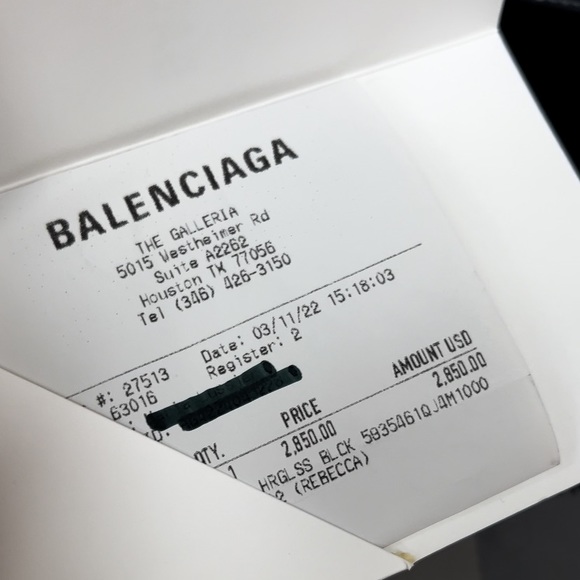 BALENCIAGA
THE GALLERIA
5015 Westheimer Rd
Suite A2262
Houston TX 77056
Tel (346) 426-3150
#: 27513 Date: 03/11/22 15:18:03
63016 Register: 2
QTY. PRICE AMOUNT USD
1 2,850.00 2,850.00
HRGLSS BLCK 5935461QJ4M1000
2 (REBECCA)